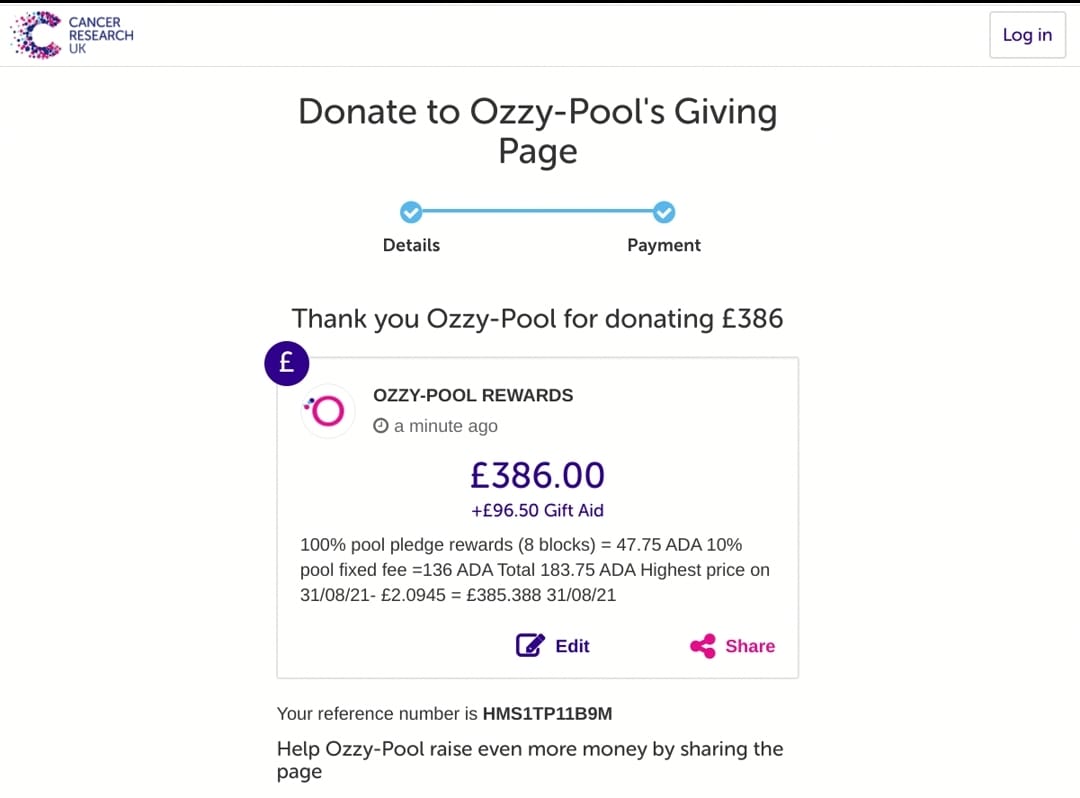 CANCER
RESEARCH
UK
Log in
Donate to Ozzy-Pool's Giving
Page
Details
Payment
Thank you Ozzy-Pool for donating £386
£
OZZY-POOL REWARDS
a minute ago
£386.00
+£96.50 Gift Aid
100% pool pledge rewards (8 blocks) = 47.75 ADA 10%
pool fixed fee =136 ADA Total 183.75 ADA Highest price on
31/08/21- £2.0945 = £385.388 31/08/21
Edit
Share
Your reference number is HMS1TP11B9M
Help Ozzy-Pool raise even more money by sharing the
page